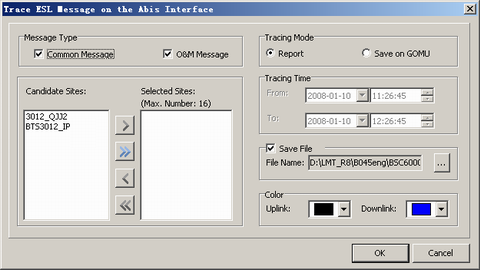 Trace ESL Message on the Abis Interface
Message Type
Common Message
O&M Message
Tracing Mode
Report
Save on GOMU
Candidate Sites:
Selected Sites:
(Max. Number: 16)
3012_QJJ2
BTS3012_IP
Tracing Time
From:
2008-01-10
11:26:45
To:
2008-01-10
12:26:45
Save File
File Name:
D:\LMT_R8\B045eng\BSC6000
...
Color
Uplink:
Downlink:
OK
Cancel